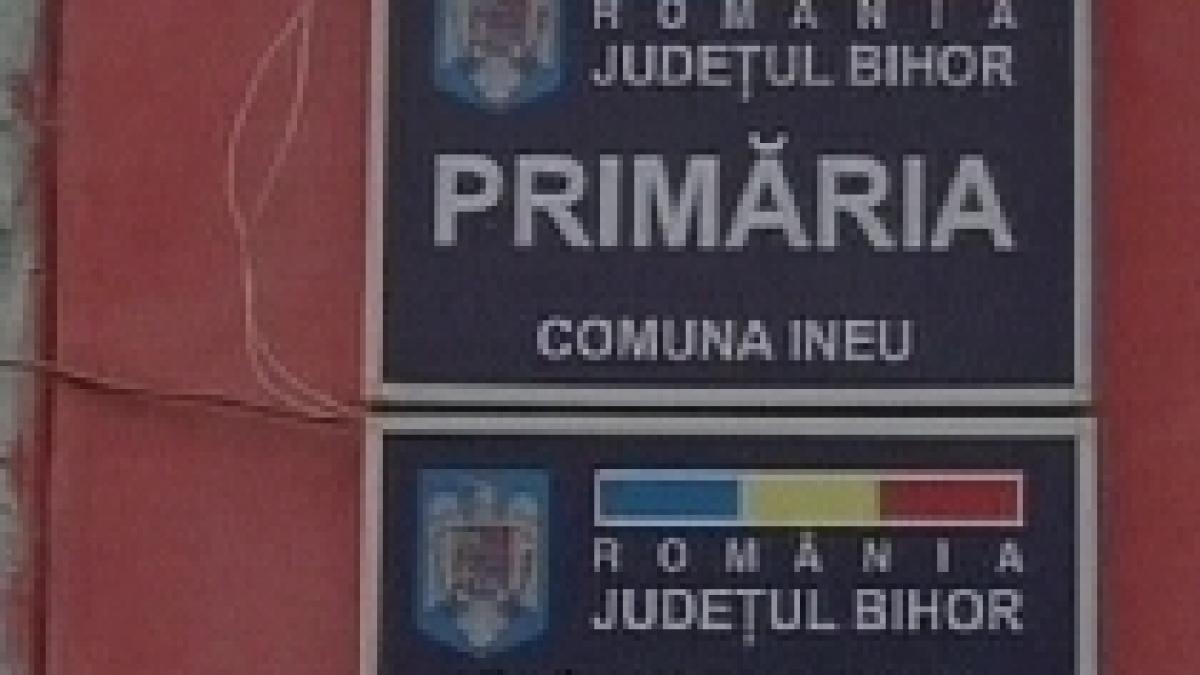 ROMÂNIA
JUDEȚUL BIHOR
PRIMĂRIA
COMUNA INEU
ROMÂNIA
JUDEȚUL BIHOR